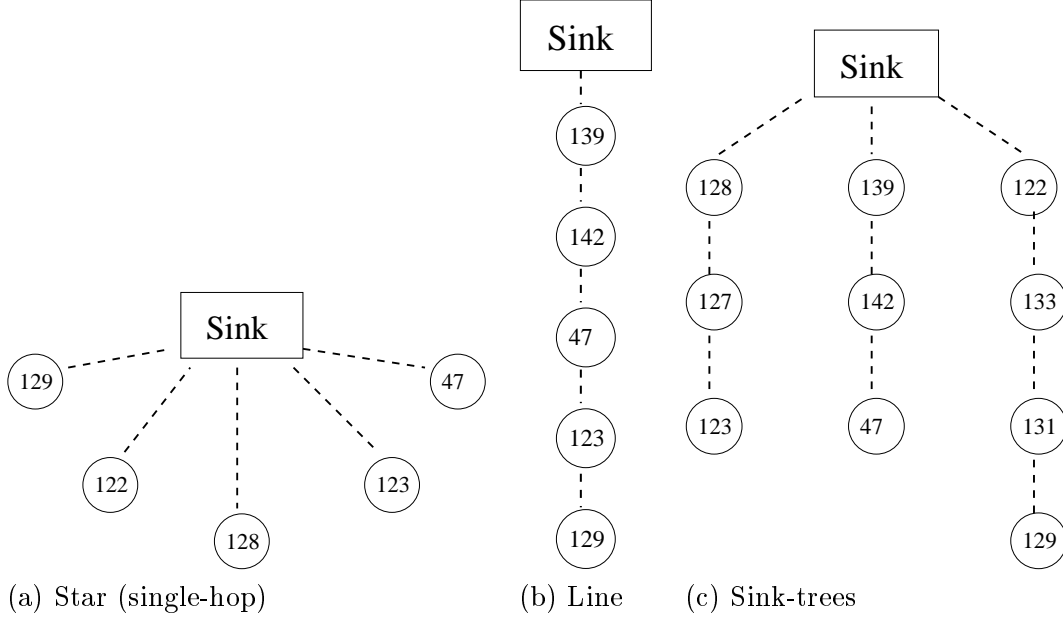 Sink
129
122
128
123
47
(a) Star (single-hop)
Sink
139
142
47
123
129
(b) Line
Sink
128 139 122
127 142 133
123 47 131
129
(c) Sink-trees